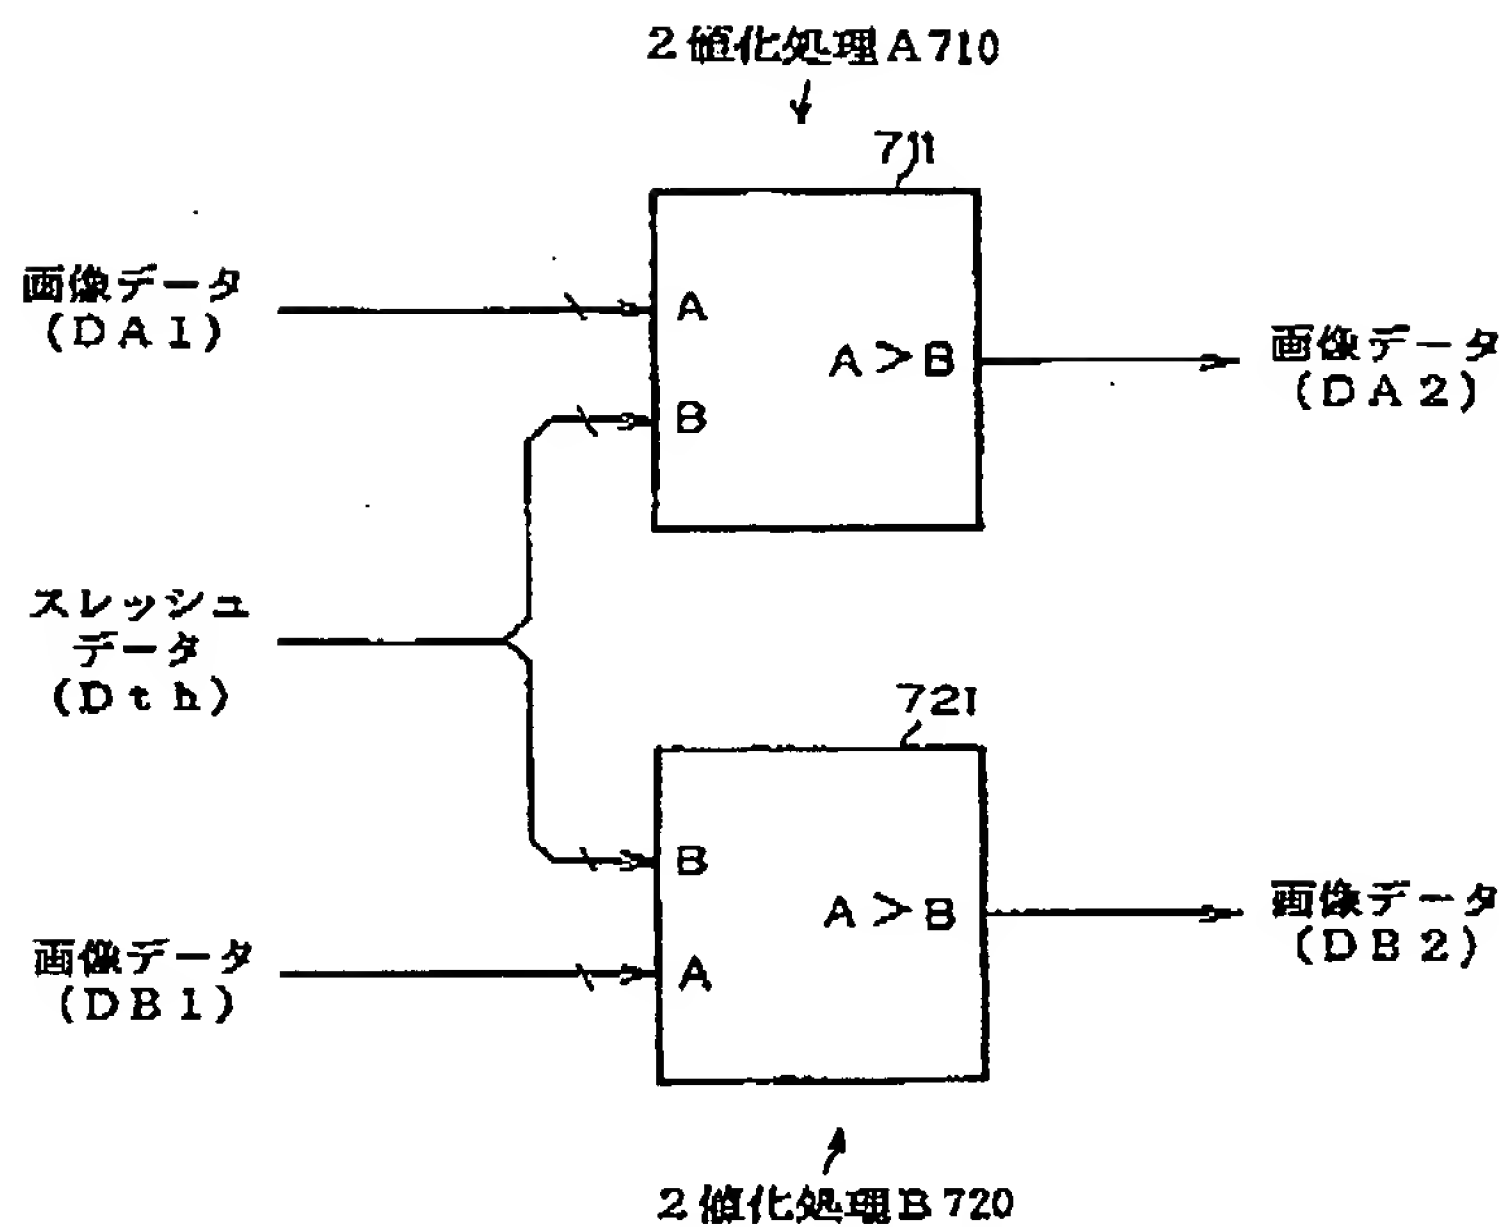 2値化処理A710
711
画像データ
(DA1)
A
A>B
画像データ
(DA2)
B
スレッシュ
データ
(Dth)
721
B
A>B
画像データ
(DB2)
画像データ
(DB1)
A
2値化処理B720